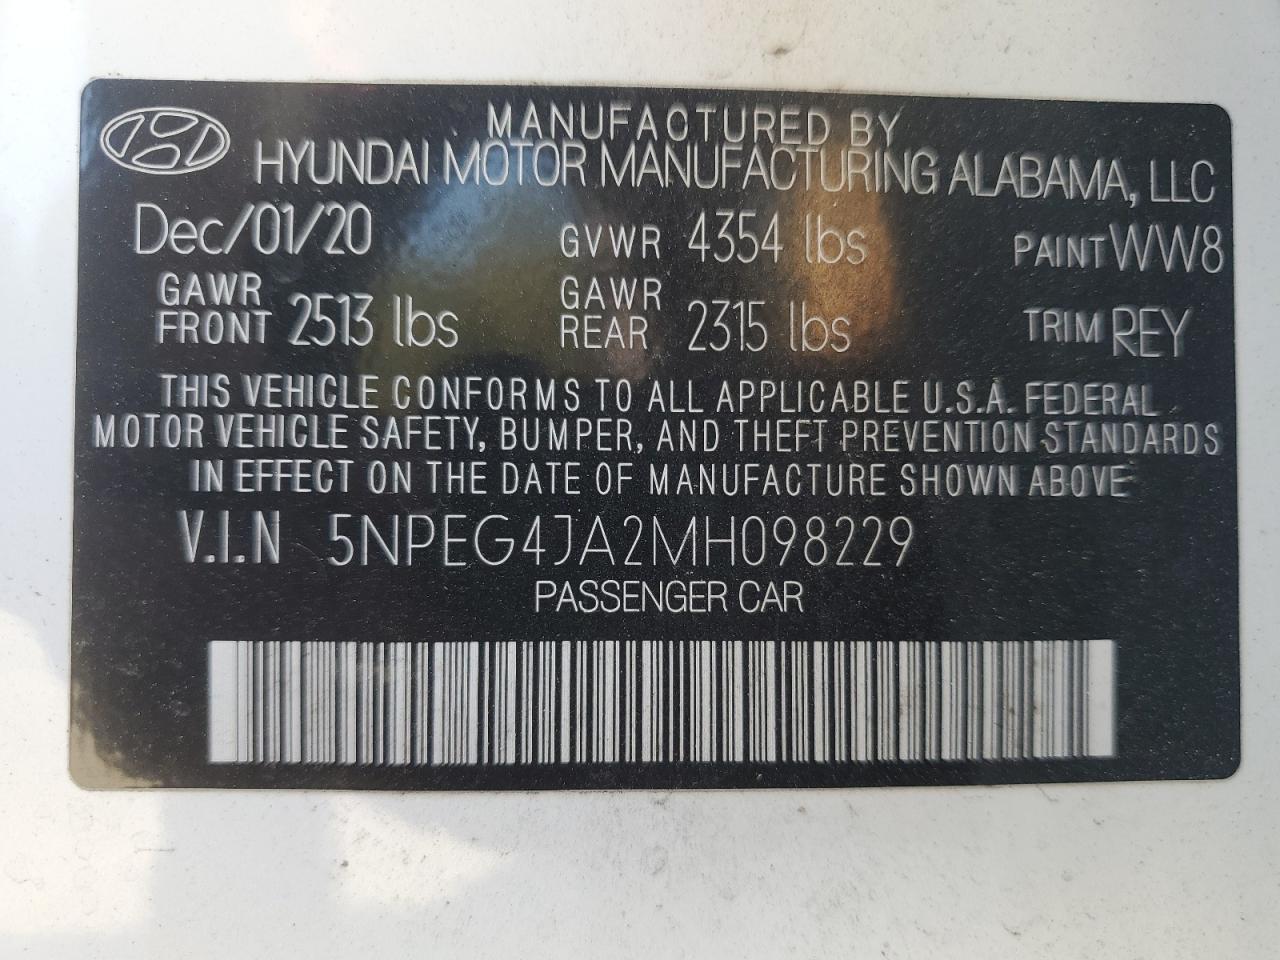 MANUFACTURED BY
HYUNDAI MOTOR MANUFACTURING ALABAMA, LLC
Dec/01/20 GVWR 4354 lbs PAINT WW8
GAWR FRONT 2513 lbs GAWR REAR 2315 lbs TRIM REY
THIS VEHICLE CONFORMS TO ALL APPLICABLE U.S.A. FEDERAL
MOTOR VEHICLE SAFETY, BUMPER, AND THEFT PREVENTION STANDARDS
IN EFFECT ON THE DATE OF MANUFACTURE SHOWN ABOVE
V.I.N 5NPEG4JA2MH098229
PASSENGER CAR